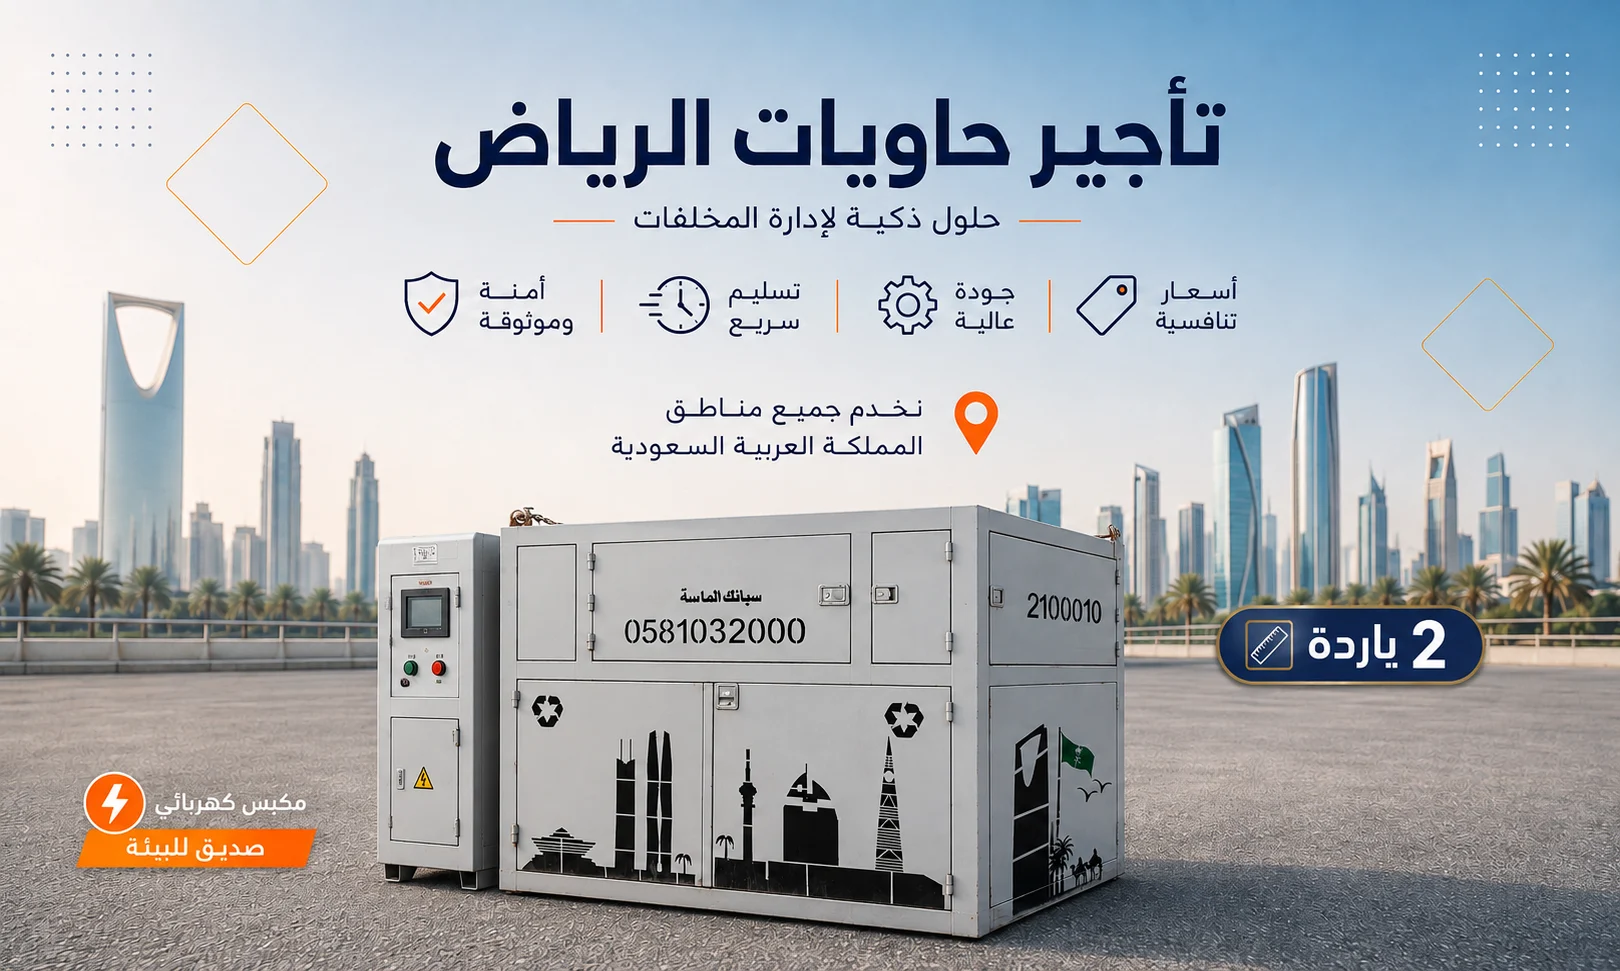 تأجير حاويات الرياض
حلول ذكية لإدارة المخلفات
أسعار
تنافسية
جودة
عالية
تسليم
سريع
أمنة
وموثوقة
نخدم جميع مناطق
المملكة العربية السعودية
سبائك الماسة
0581032000
2100010
2 ياردة
مكبس كهربائي
صديق للبيئة